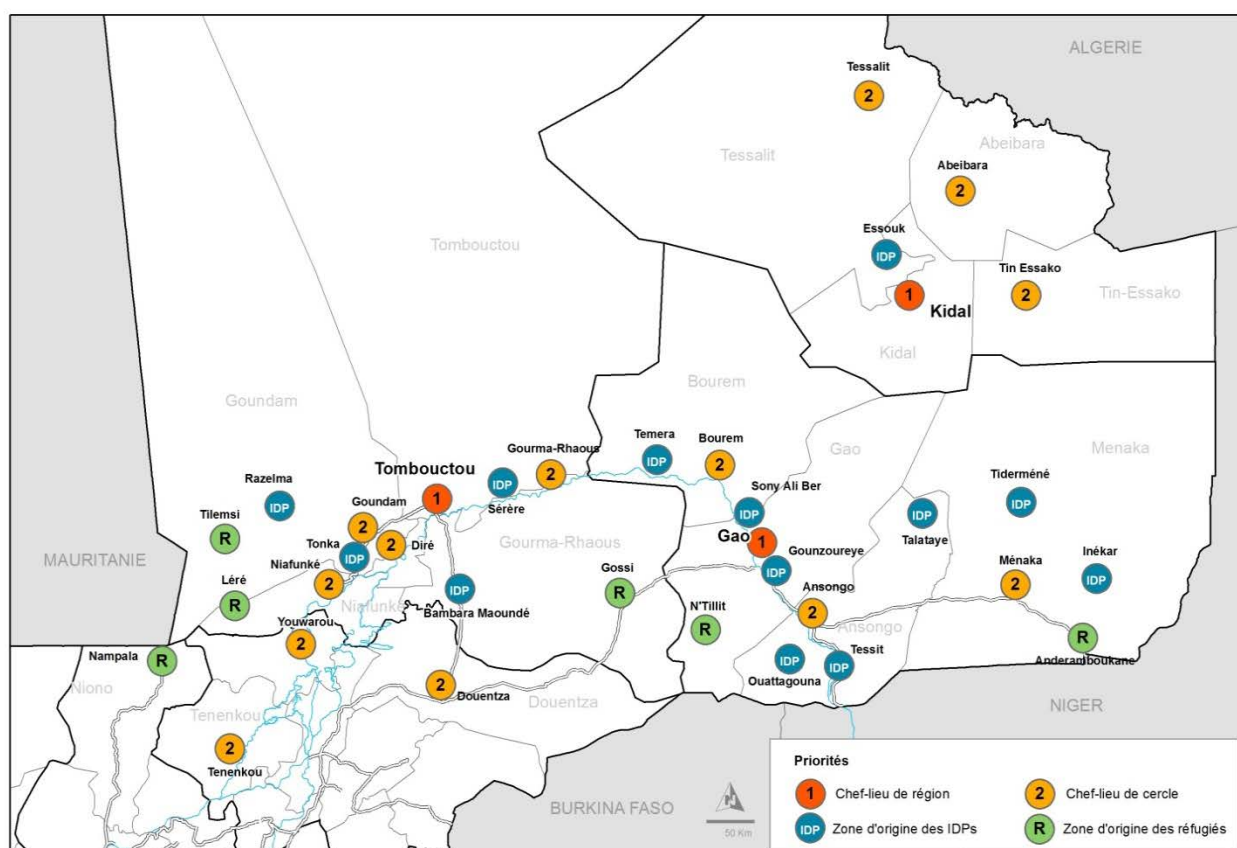 ALGERIE
Tessalit
2
Abeibara
Tessalit
Abeibara
2
Essouk
IDP
Tin Essako
2
Tin-Essako
1
Kidal
Kidal
Tombouctou
Bourem
Goundam
Gao
Menaka
Gourma-Rhaous
2
Temera
IDP
Bourem
2
Tombouctou
1
IDP
Sérère
Razelma
IDP
Goundam
2
Sony Ali Ber
IDP
Tiderméné
IDP
IDP
Talataye
Tilemsi
R
Tonka
IDP
2
Diré
Gourma-Rhaous
Gao
1
Gounzoureye
IDP
MAURITANIE
Niafunké
2
Léré
R
Niafunké
IDP
Bambara Maoundé
Gossi
R
Ansongo
2
Ménaka
2
Inékar
IDP
Youwarou
2
N'Tillit
R
Ansongo
R
Anderamboukane
Nampala
R
Niono
IDP
Ouattagouna
Tessit
IDP
2
Douentza
Douentza
Tenenkou
2
Tenenkou
NIGER
BURKINA FASO
N
50 Km
Priorités
1 Chef-lieu de région
2 Chef-lieu de cercle
IDP Zone d'origine des IDPs
R Zone d'origine des réfugiés